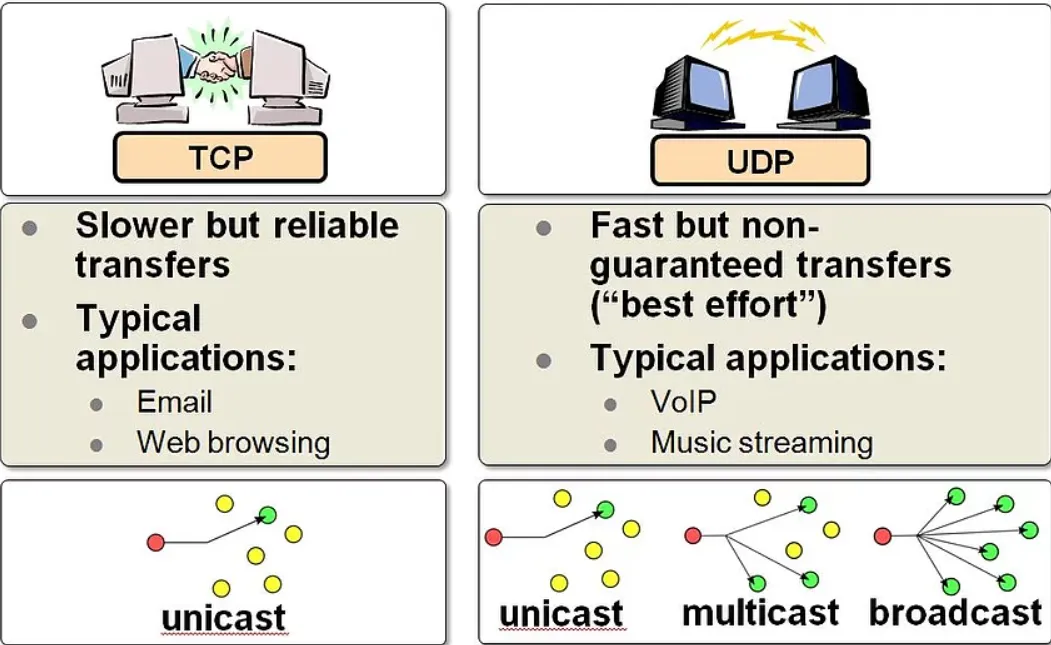 TCP
Slower but reliable
transfers
Typical
applications:
Email
Web browsing
unicast
UDP
Fast but non-
guaranteed transfers
(“best effort”)
Typical applications:
VoIP
Music streaming
unicast
multicast
broadcast